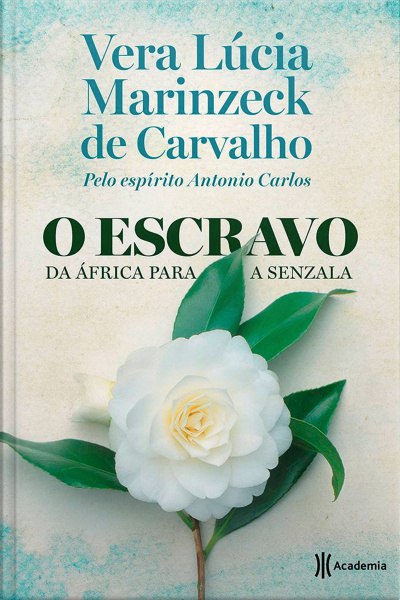 Vera Lúcia
Marinzeck
de Carvalho
Pelo espírito Antonio Carlos
O ESCRAVO
DA ÁFRICA PARA A SENZALA
Academia